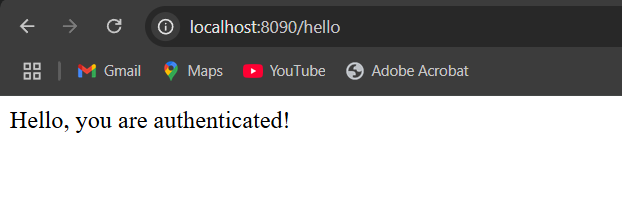 localhost:8090/hello
Gmail Maps YouTube Adobe Acrobat
Hello, you are authenticated!